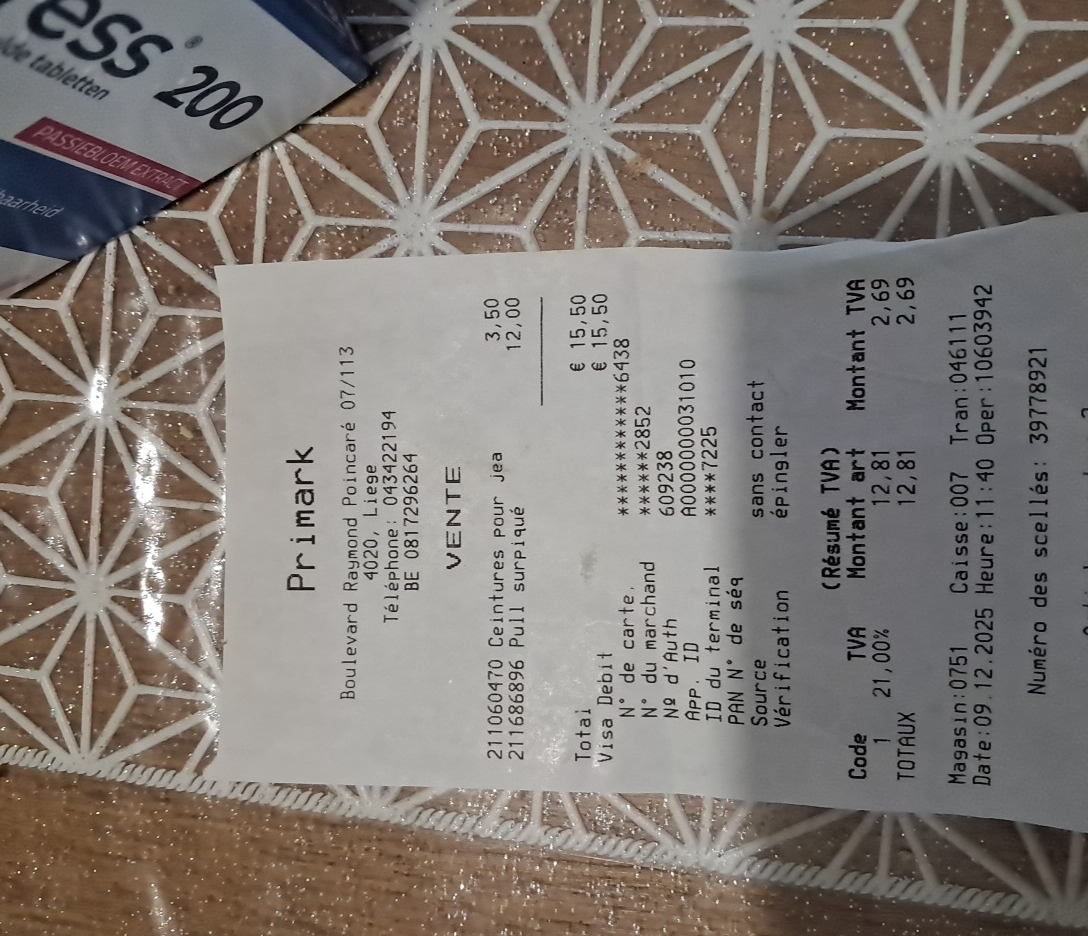 ess® 200
tabletten
PASSIEBLOEM EXTRACT
baarheid
Primark
Boulevard Raymond Poincaré 07/113
4020, Liege
Téléphone: 043422194
BE 0817296264
VENTE
211060470 Ceintures pour jea 3,50
211686896 Pull surpiqué 12,00
Total € 15,50
Visa Debit € 15,50
N° de carte. ************6438
N° du marchand ******2852
Nº d'Auth 609238
App. ID A0000000031010
ID du terminal ****7225
PAN N° de séq
Source sans contact
Vérification épingler
(Résumé TVA)
Code TVA Montant art Montant TVA
1 21,00% 12,81 2,69
TOTAUX 12,81 2,69
Magasin:0751 Caisse:007 Tran:046111
Date:09.12.2025 Heure:11:40 Oper:10603942
Numéro des scellés: 39778921